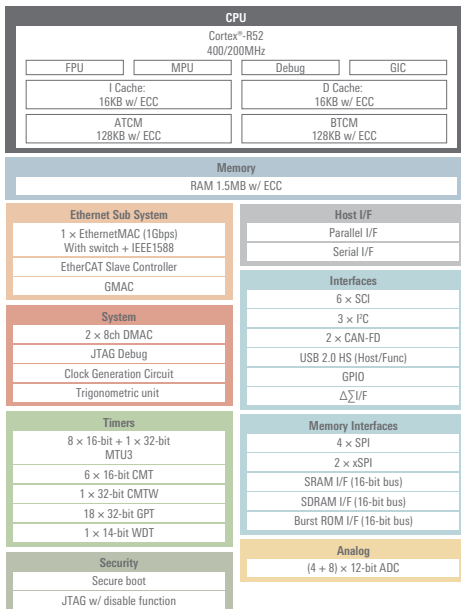 CPU
Cortex®-R52
400/200MHz
FPU
MPU
Debug
GIC
I Cache:
16KB w/ ECC
D Cache:
16KB w/ ECC
ATCM
128KB w/ ECC
BTCM
128KB w/ ECC
Memory
RAM 1.5MB w/ ECC
Ethernet Sub System
1 × EthernetMAC (1Gbps)
With switch + IEEE1588
EtherCAT Slave Controller
GMAC
System
2 × 8ch DMAC
JTAG Debug
Clock Generation Circuit
Trigonometric unit
Timers
8 × 16-bit + 1 × 32-bit
MTU3
6 × 16-bit CMT
1 × 32-bit CMTW
18 × 32-bit GPT
1 × 14-bit WDT
Security
Secure boot
JTAG w/ disable function
Host I/F
Parallel I/F
Serial I/F
Interfaces
6 × SCI
3 × I²C
2 × CAN-FD
USB 2.0 HS (Host/Func)
GPIO
Δ∑I/F
Memory Interfaces
4 × SPI
2 × xSPI
SRAM I/F (16-bit bus)
SDRAM I/F (16-bit bus)
Burst ROM I/F (16-bit bus)
Analog
(4 + 8) × 12-bit ADC